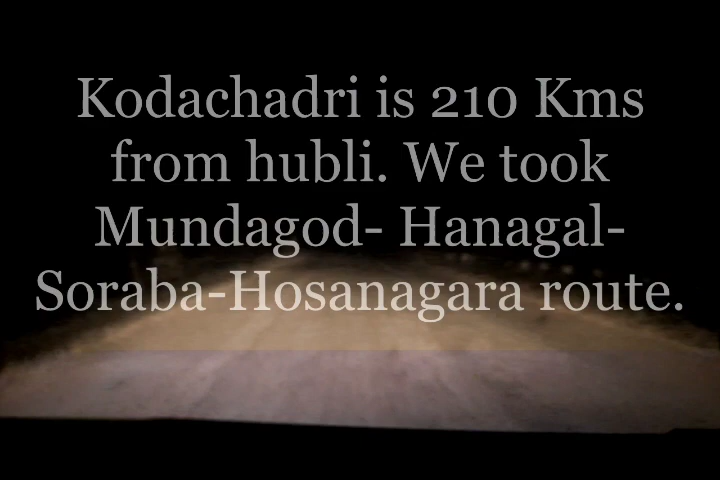 Kodachadri is 210 Kms
from hubli. We took
Mundagod- Hanagal-
Soraba-Hosanagara route.